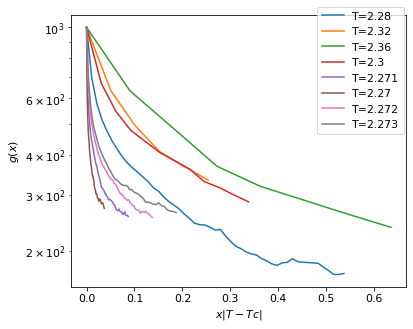 T=2.28
T=2.32
T=2.36
T=2.3
T=2.271
T=2.27
T=2.272
T=2.273
10³
6 × 10²
4 × 10²
3 × 10²
2 × 10²
g(x)
0.0 0.1 0.2 0.3 0.4 0.5 0.6
x|T − Tc|